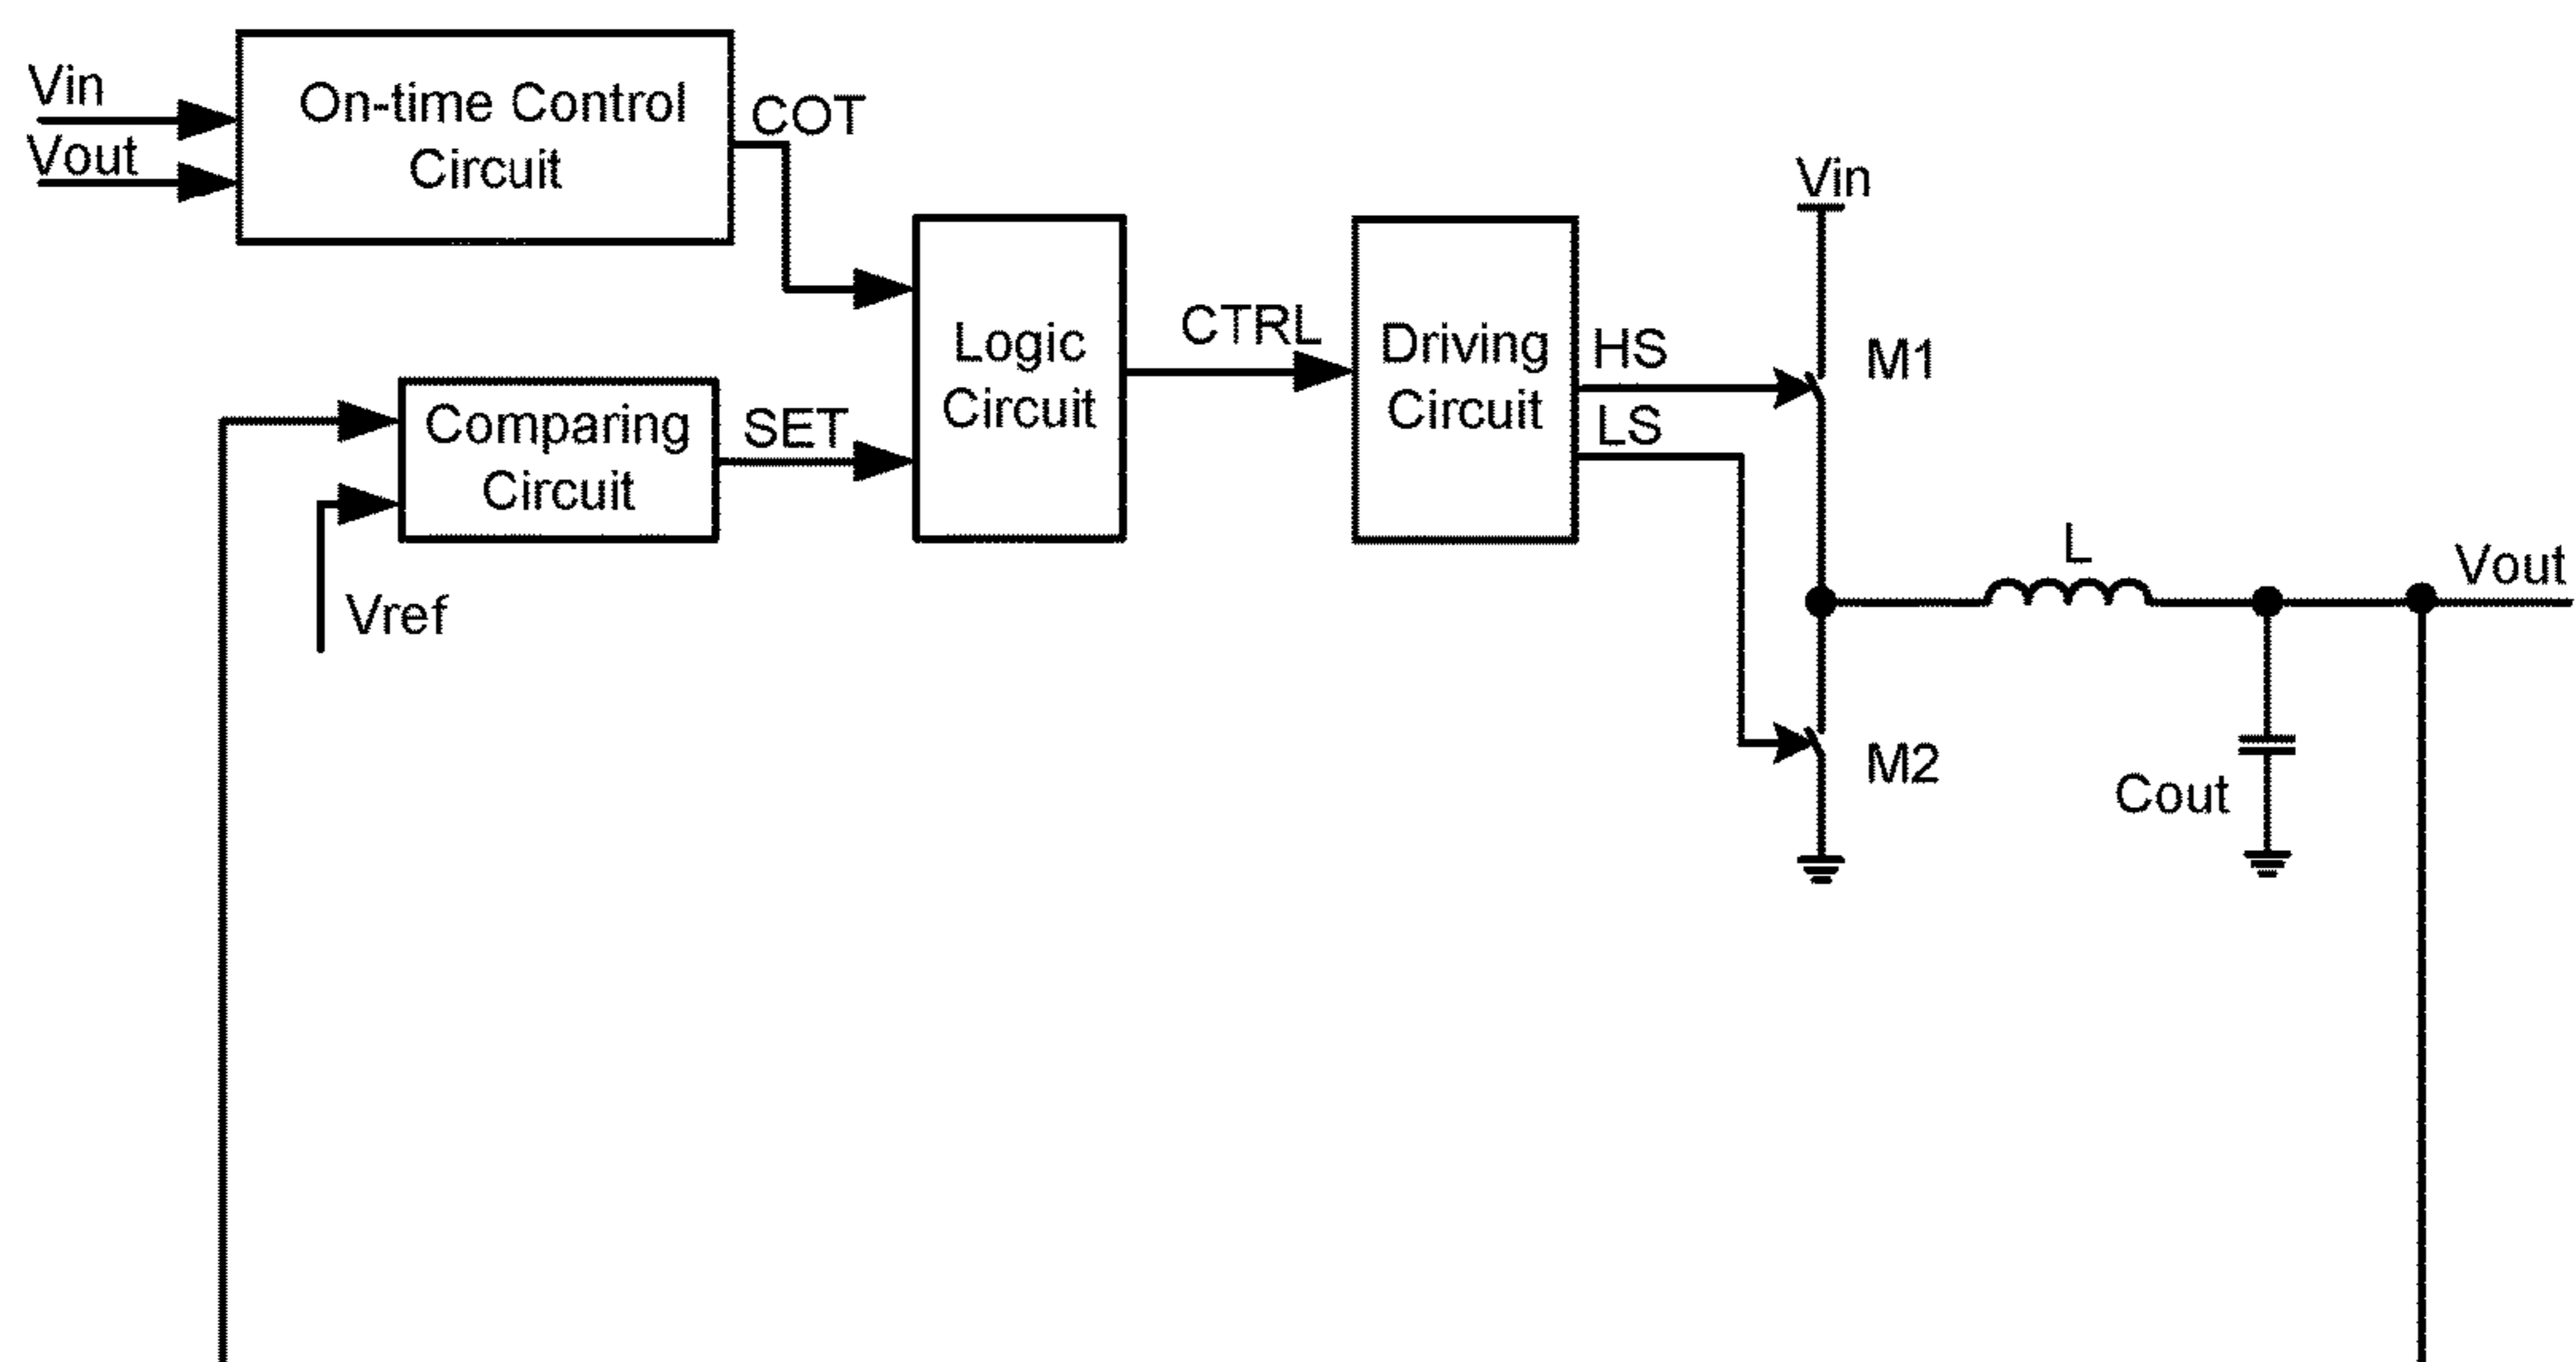 Vin
Vout
On-time Control
Circuit
COT
Vin
Logic
Circuit
CTRL
Driving
Circuit
HS
LS
M1
Comparing
Circuit
SET
Vref
L
Vout
M2
Cout